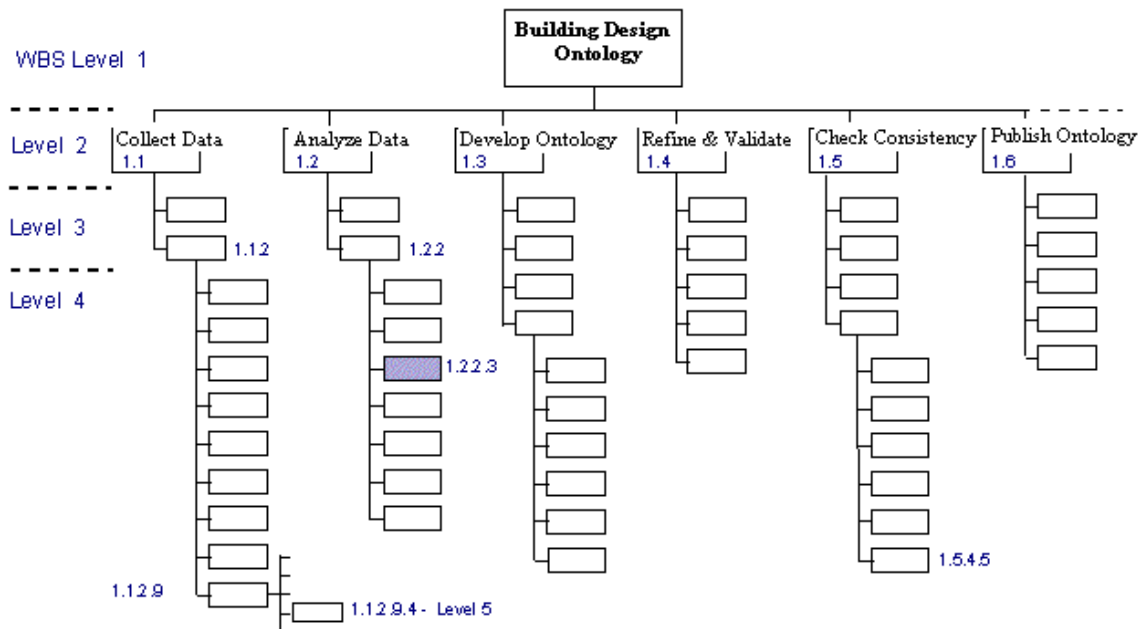 Building Design
Ontology
WBS Level 1
Level 2
Collect Data
1.1
Analyze Data
1.2
Develop Ontology
1.3
Refine & Validate
1.4
Check Consistency
1.5
Publish Ontology
1.6
Level 3
1.1.2
1.2.2
Level 4
1.2.2.3
1.5.4.5
1.1.2.9
1.1.2.9.4 - Level 5